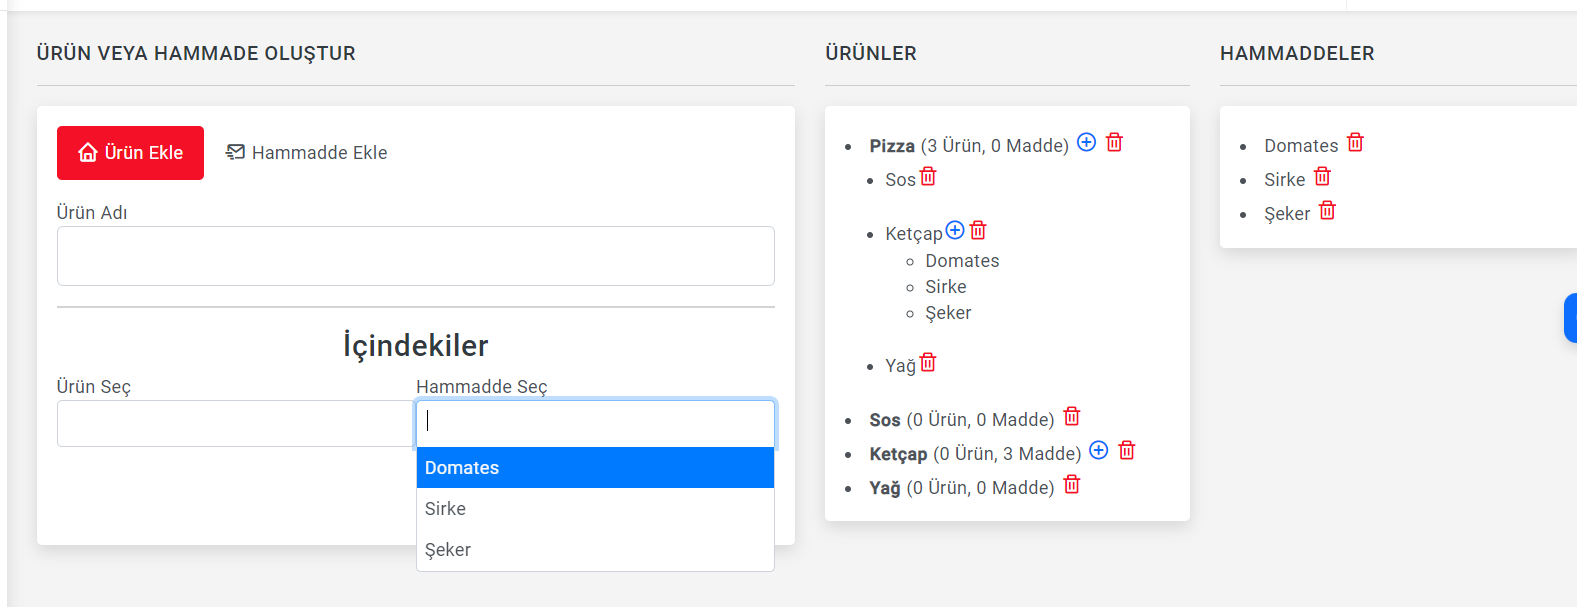 ÜRÜN VEYA HAMMADE OLUŞTUR
Ürün Ekle
Hammadde Ekle
Ürün Adı
İçindekiler
Ürün Seç
Hammadde Seç
Domates
Sirke
Şeker
ÜRÜNLER
Pizza (3 Ürün, 0 Madde)
Sos
Ketçap
Domates
Sirke
Şeker
Yağ
Sos (0 Ürün, 0 Madde)
Ketçap (0 Ürün, 3 Madde)
Yağ (0 Ürün, 0 Madde)
HAMMADDELER
Domates
Sirke
Şeker